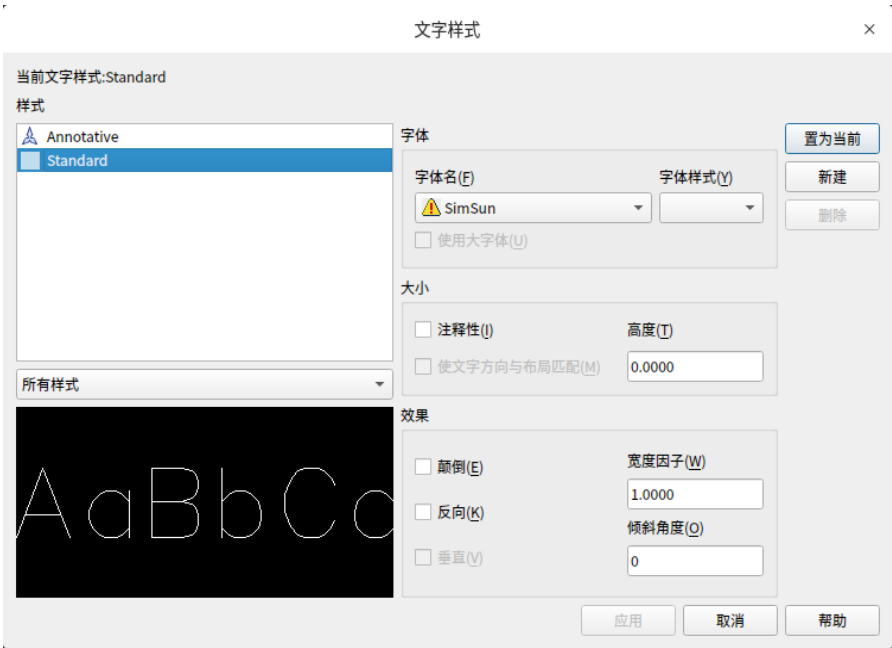 文字样式
当前文字样式:Standard
样式
Annotative
Standard
所有样式
AaBbCc
字体
字体名(F)
字体样式(Y)
SimSun
使用大字体(U)
大小
注释性(I)
高度(T)
使文字方向与布局匹配(M)
0.0000
效果
颠倒(E)
宽度因子(W)
1.0000
反向(K)
倾斜角度(O)
垂直(V)
0
置为当前
新建
删除
应用
取消
帮助